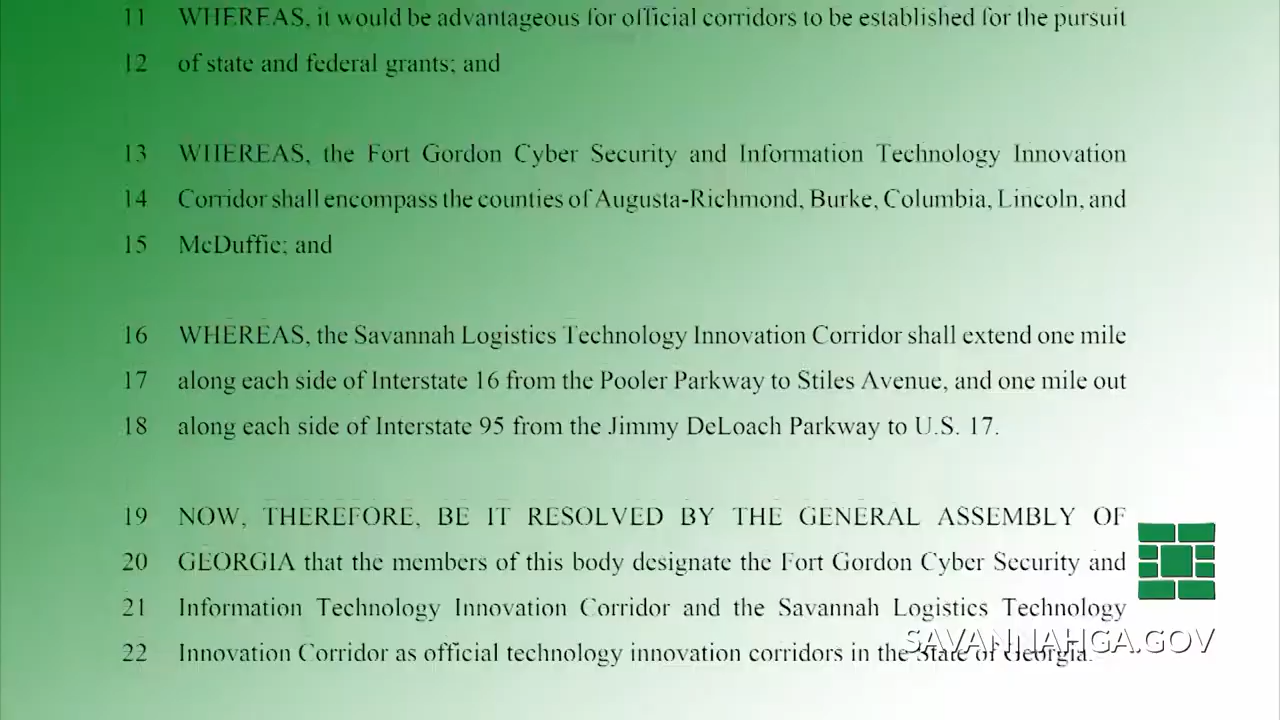 11 WHEREAS, it would be advantageous for official corridors to be established for the pursuit
12 of state and federal grants; and
13 WHEREAS, the Fort Gordon Cyber Security and Information Technology Innovation
14 Corridor shall encompass the counties of Augusta-Richmond, Burke, Columbia, Lincoln, and
15 McDuffie; and
16 WHEREAS, the Savannah Logistics Technology Innovation Corridor shall extend one mile
17 along each side of Interstate 16 from the Pooler Parkway to Stiles Avenue, and one mile out
18 along each side of Interstate 95 from the Jimmy DeLoach Parkway to U.S. 17.
19 NOW, THEREFORE, BE IT RESOLVED BY THE GENERAL ASSEMBLY OF
20 GEORGIA that the members of this body designate the Fort Gordon Cyber Security and
21 Information Technology Innovation Corridor and the Savannah Logistics Technology
22 Innovation Corridor as official technology innovation corridors in the State of Georgia.
SAVANNAHGA.GOV